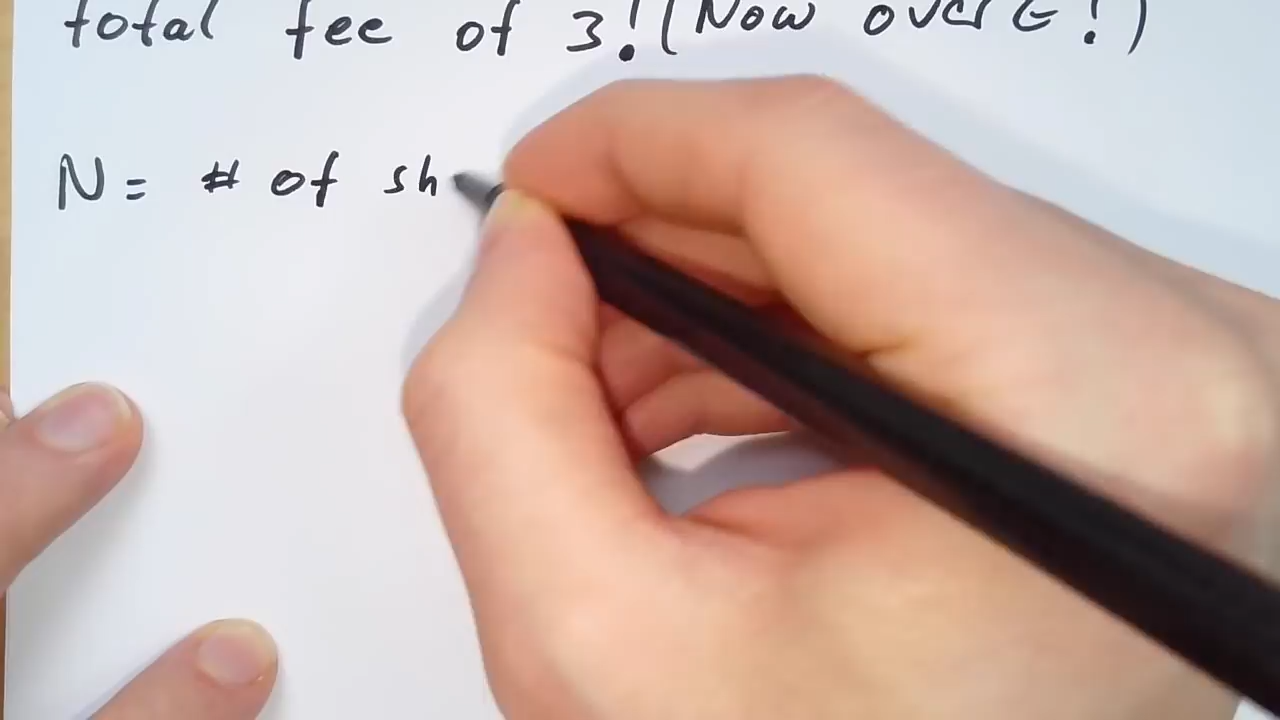 total fee of 3! (Now over ε!)
N = # of sh